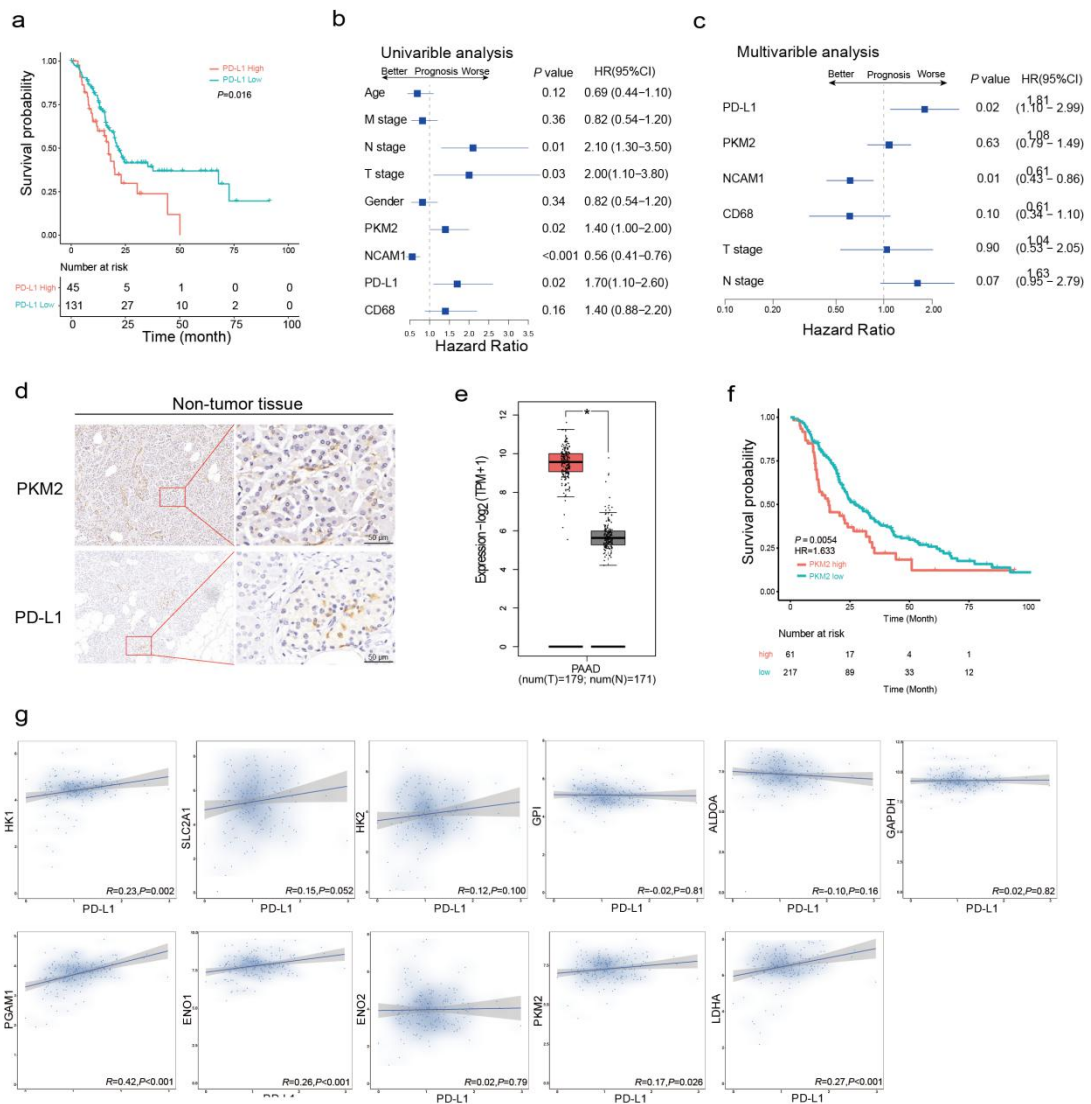 a
PD-L1 High
PD-L1 Low
P=0.016
Survival probability
1.00
0.75
0.50
0.25
0.00
0 25 50 75 100
Number at risk
PD-L1 High 45 5 1 0 0
PD-L1 Low 131 27 10 2 0
0 25 50 75 100
Time (month)
b
Univarible analysis
Better Prognosis Worse P value HR(95%CI)
Age 0.12 0.69 (0.44−1.10)
M stage 0.36 0.82 (0.54−1.20)
N stage 0.01 2.10 (1.30−3.50)
T stage 0.03 2.00(1.10−3.80)
Gender 0.34 0.82 (0.54−1.20)
PKM2 0.02 1.40 (1.00−2.00)
NCAM1 <0.001 0.56 (0.41−0.76)
PD-L1 0.02 1.70(1.10−2.60)
CD68 0.16 1.40 (0.88−2.20)
0.5 1.0 1.5 2.0 2.5 3.0 3.5
Hazard Ratio
c
Multivarible analysis
Better Prognosis Worse P value HR(95%CI)
PD-L1 0.02 1.81 (1.10 − 2.99)
PKM2 0.63 1.08 (0.79 − 1.49)
NCAM1 0.01 0.61 (0.43 − 0.86)
CD68 0.10 0.61 (0.34 − 1.10)
T stage 0.90 1.04 (0.53 − 2.05)
N stage 0.07 1.63 (0.95 − 2.79)
0.10 0.20 0.50 1.00 2.00
Hazard Ratio
d
Non-tumor tissue
PKM2
50 μm
PD-L1
50 μm
e
Expression−log2(TPM+1)
12
10
8
6
4
2
0
*
PAAD
(num(T)=179; num(N)=171)
f
Survival probability
1.00
0.75
0.50
0.25
0.00
P = 0.0054
HR=1.633
PKM2 high
PKM2 low
0 25 50 75 100
Time (Month)
Number at risk
high 61 17 4 1
low 217 89 33 12
Time (Month)
g
HK1
R=0.23,P=0.002
PD-L1
SLC2A1
R=0.15,P=0.052
PD-L1
HK2
R=0.12,P=0.100
PD-L1
GPI
R=-0.02,P=0.81
PD-L1
ALDOA
R=-0.10,P=0.16
PD-L1
GAPDH
R=0.02,P=0.82
PD-L1
PGAM1
R=0.42,P<0.001
PD-L1
ENO1
R=0.26,P<0.001
PD-L1
ENO2
R=0.02,P=0.79
PD-L1
PKM2
R=0.17,P=0.026
PD-L1
LDHA
R=0.27,P<0.001
PD-L1